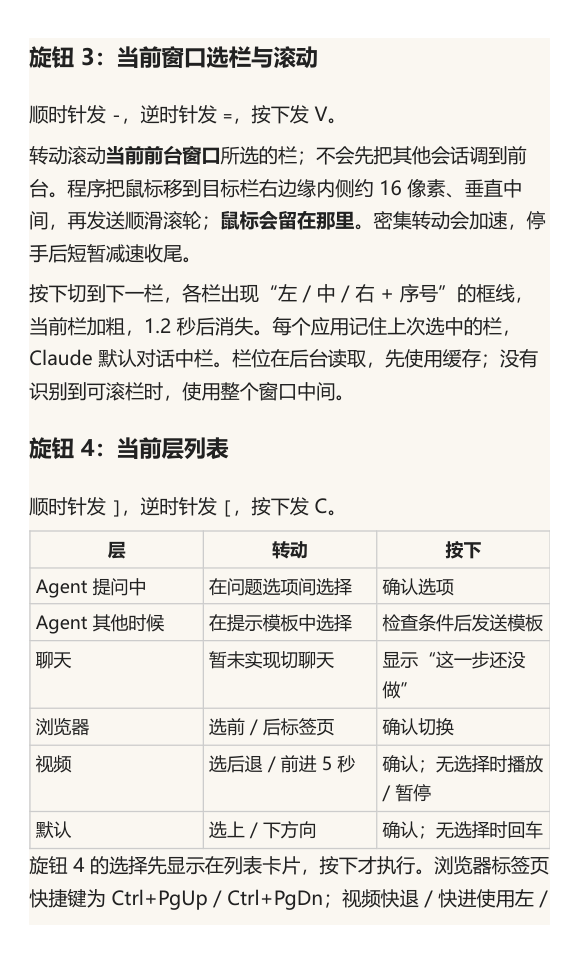 旋钮 3：当前窗口选栏与滚动
顺时针发 -，逆时针发 =，按下发 V。
转动滚动当前前台窗口所选的栏；不会先把其他会话调到前
台。程序把鼠标移到目标栏右边缘内侧约 16 像素、垂直中
间，再发送顺滑滚轮；鼠标会留在那里。密集转动会加速，停
手后短暂减速收尾。
按下切到下一栏，各栏出现“左 / 中 / 右 + 序号”的框线，
当前栏加粗，1.2 秒后消失。每个应用记住上次选中的栏，
Claude 默认对话中栏。栏位在后台读取，先使用缓存；没有
识别到可滚栏时，使用整个窗口中间。
旋钮 4：当前层列表
顺时针发 ]，逆时针发 [，按下发 C。
层 转动 按下
Agent 提问中 在问题选项间选择 确认选项
Agent 其他时候 在提示模板中选择 检查条件后发送模板
聊天 暂未实现切聊天 显示“这一步还没
做”
浏览器 选前 / 后标签页 确认切换
视频 选后退 / 前进 5 秒 确认；无选择时播放
/ 暂停
默认 选上 / 下方向 确认；无选择时回车
旋钮 4 的选择先显示在列表卡片，按下才执行。浏览器标签页
快捷键为 Ctrl+PgUp / Ctrl+PgDn；视频快退 / 快进使用左 /